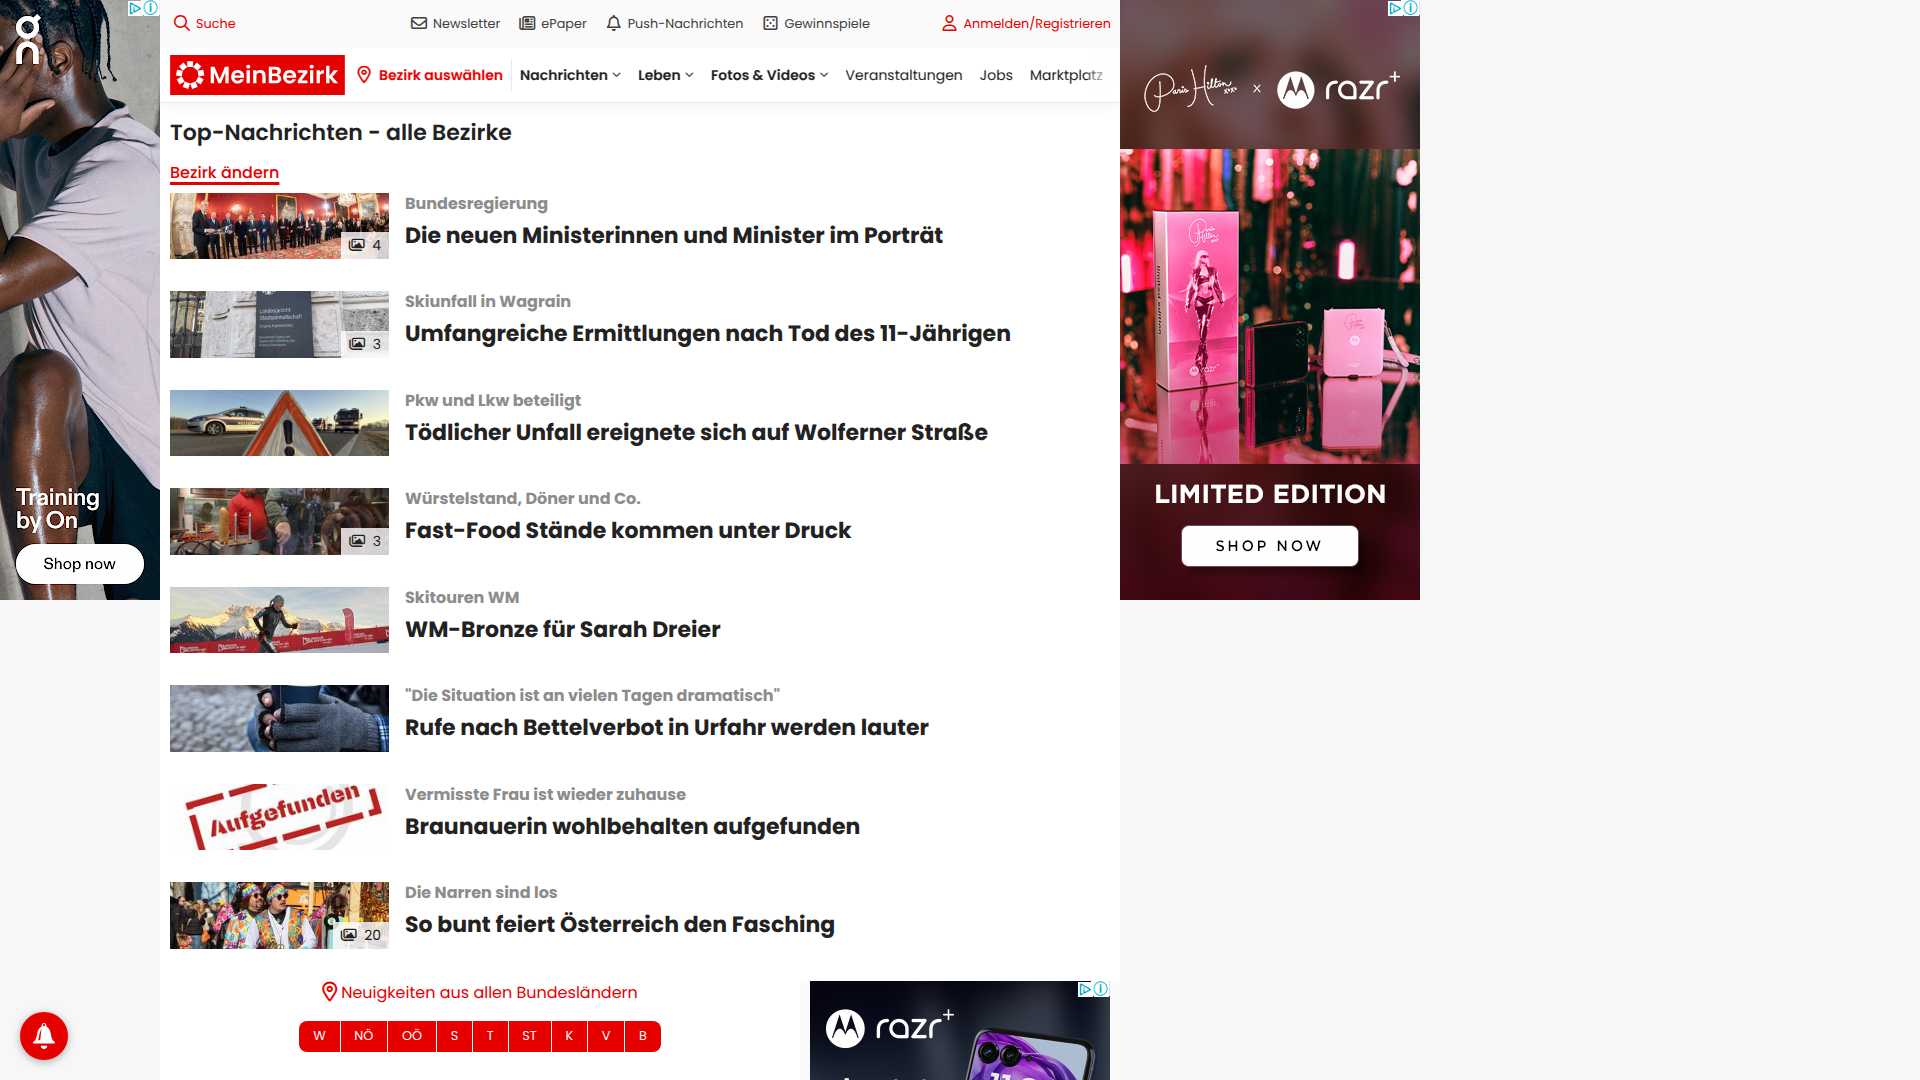 Suche
Newsletter
ePaper
Push-Nachrichten
Gewinnspiele
Anmelden/Registrieren
MeinBezirk
Bezirk auswählen
Nachrichten
Leben
Fotos & Videos
Veranstaltungen
Jobs
Marktplatz
Top-Nachrichten - alle Bezirke
Bezirk ändern
4
Bundesregierung
Die neuen Ministerinnen und Minister im Porträt
3
Skiunfall in Wagrain
Umfangreiche Ermittlungen nach Tod des 11-Jährigen
Pkw und Lkw beteiligt
Tödlicher Unfall ereignete sich auf Wolferner Straße
3
Würstelstand, Döner und Co.
Fast-Food Stände kommen unter Druck
Skitouren WM
WM-Bronze für Sarah Dreier
"Die Situation ist an vielen Tagen dramatisch"
Rufe nach Bettelverbot in Urfahr werden lauter
Aufgefunden
Vermisste Frau ist wieder zuhause
Braunauerin wohlbehalten aufgefunden
20
Die Narren sind los
So bunt feiert Österreich den Fasching
Neuigkeiten aus allen Bundesländern
W
NÖ
OÖ
S
T
ST
K
V
B
Training
by On
Shop now
Paris Hilton
x
razr+
LIMITED EDITION
SHOP NOW
razr+